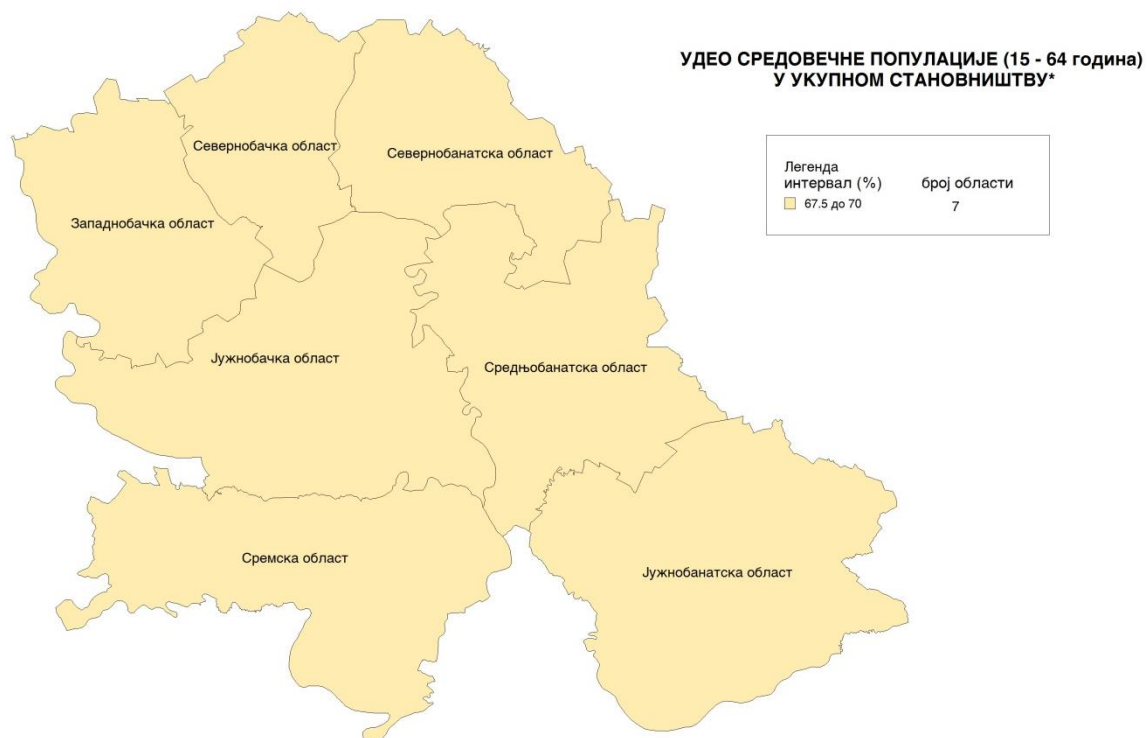 УДЕО СРЕДОВЕЧНЕ ПОПУЛАЦИЈЕ (15 - 64 година)
У УКУПНОМ СТАНОВНИШТВУ*
Легенда
интервал (%) број области
67.5 до 70 7
Севернобачка област
Севернобанатска област
Западнобачка област
Јужнобачка област
Средњобанатска област
Сремска област
Јужнобанатска област